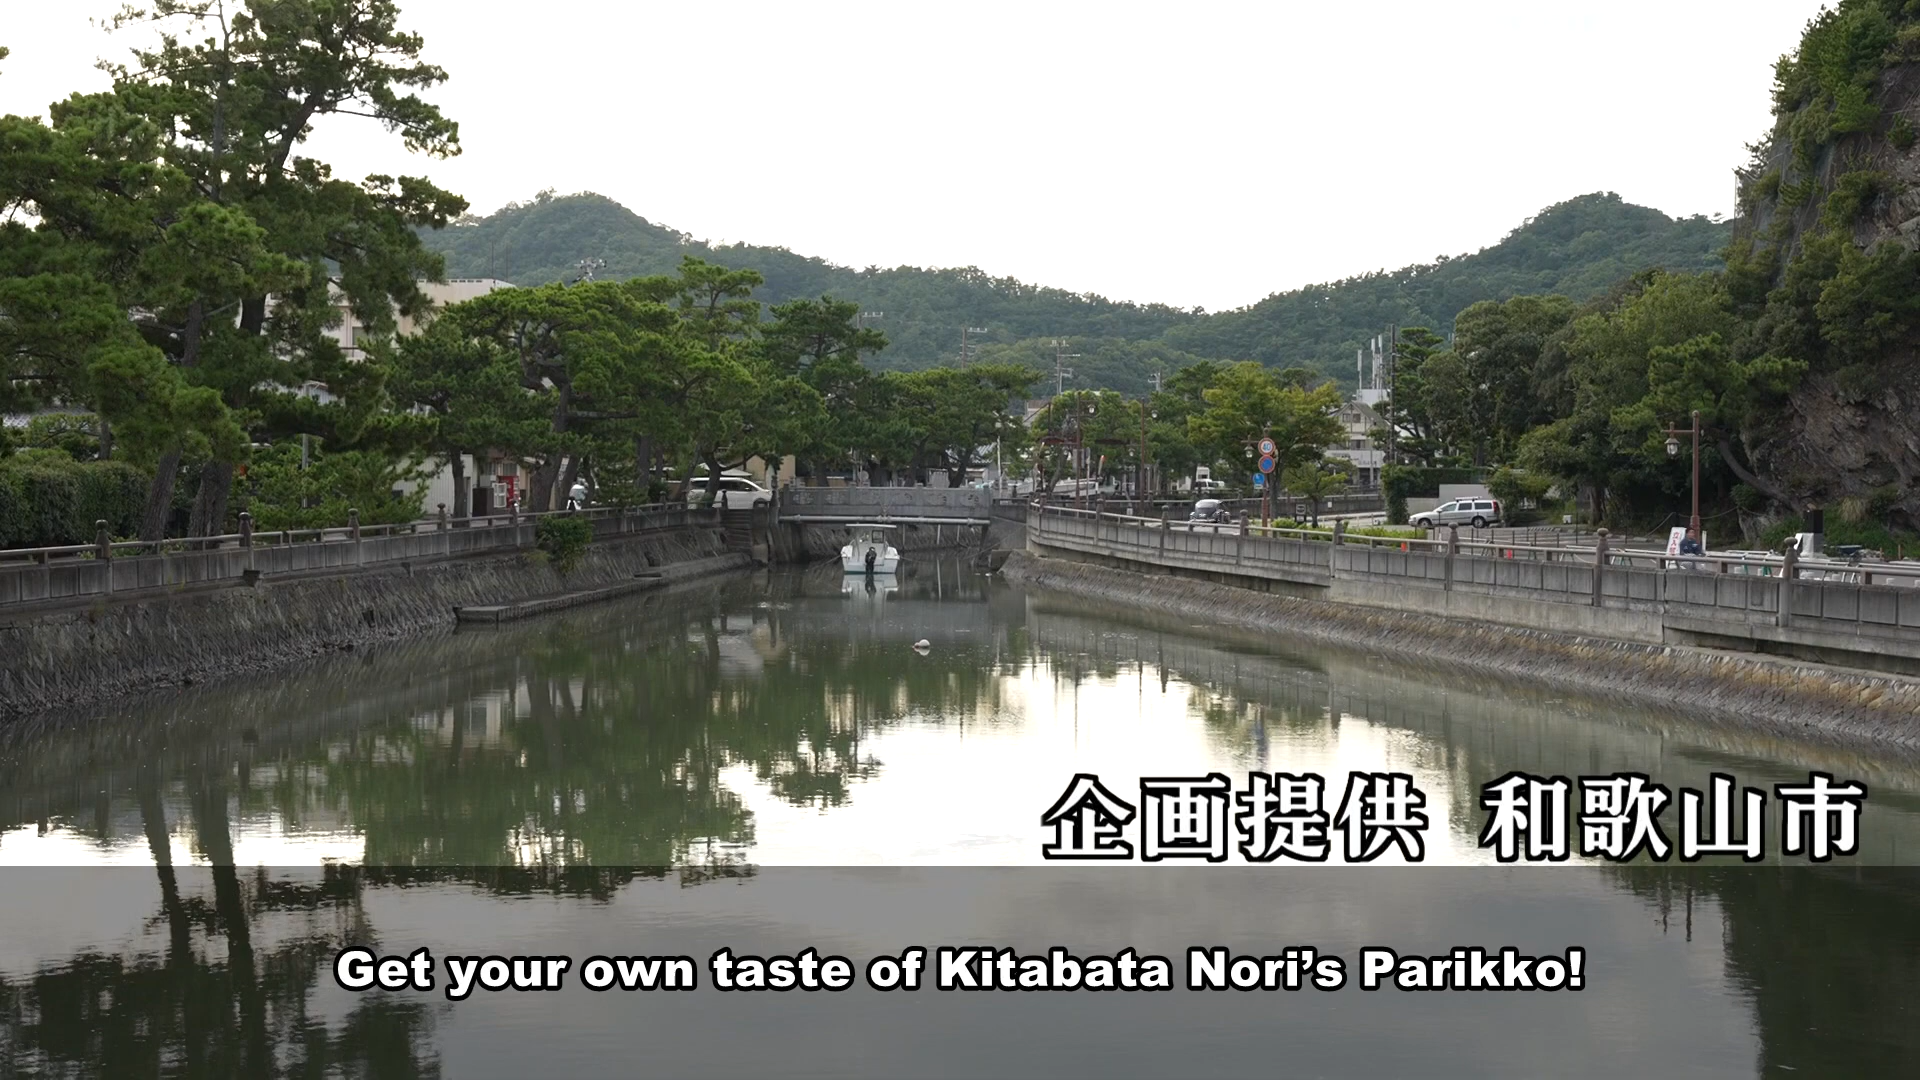 企画提供 和歌山市
Get your own taste of Kitabata Nori’s Parikko!